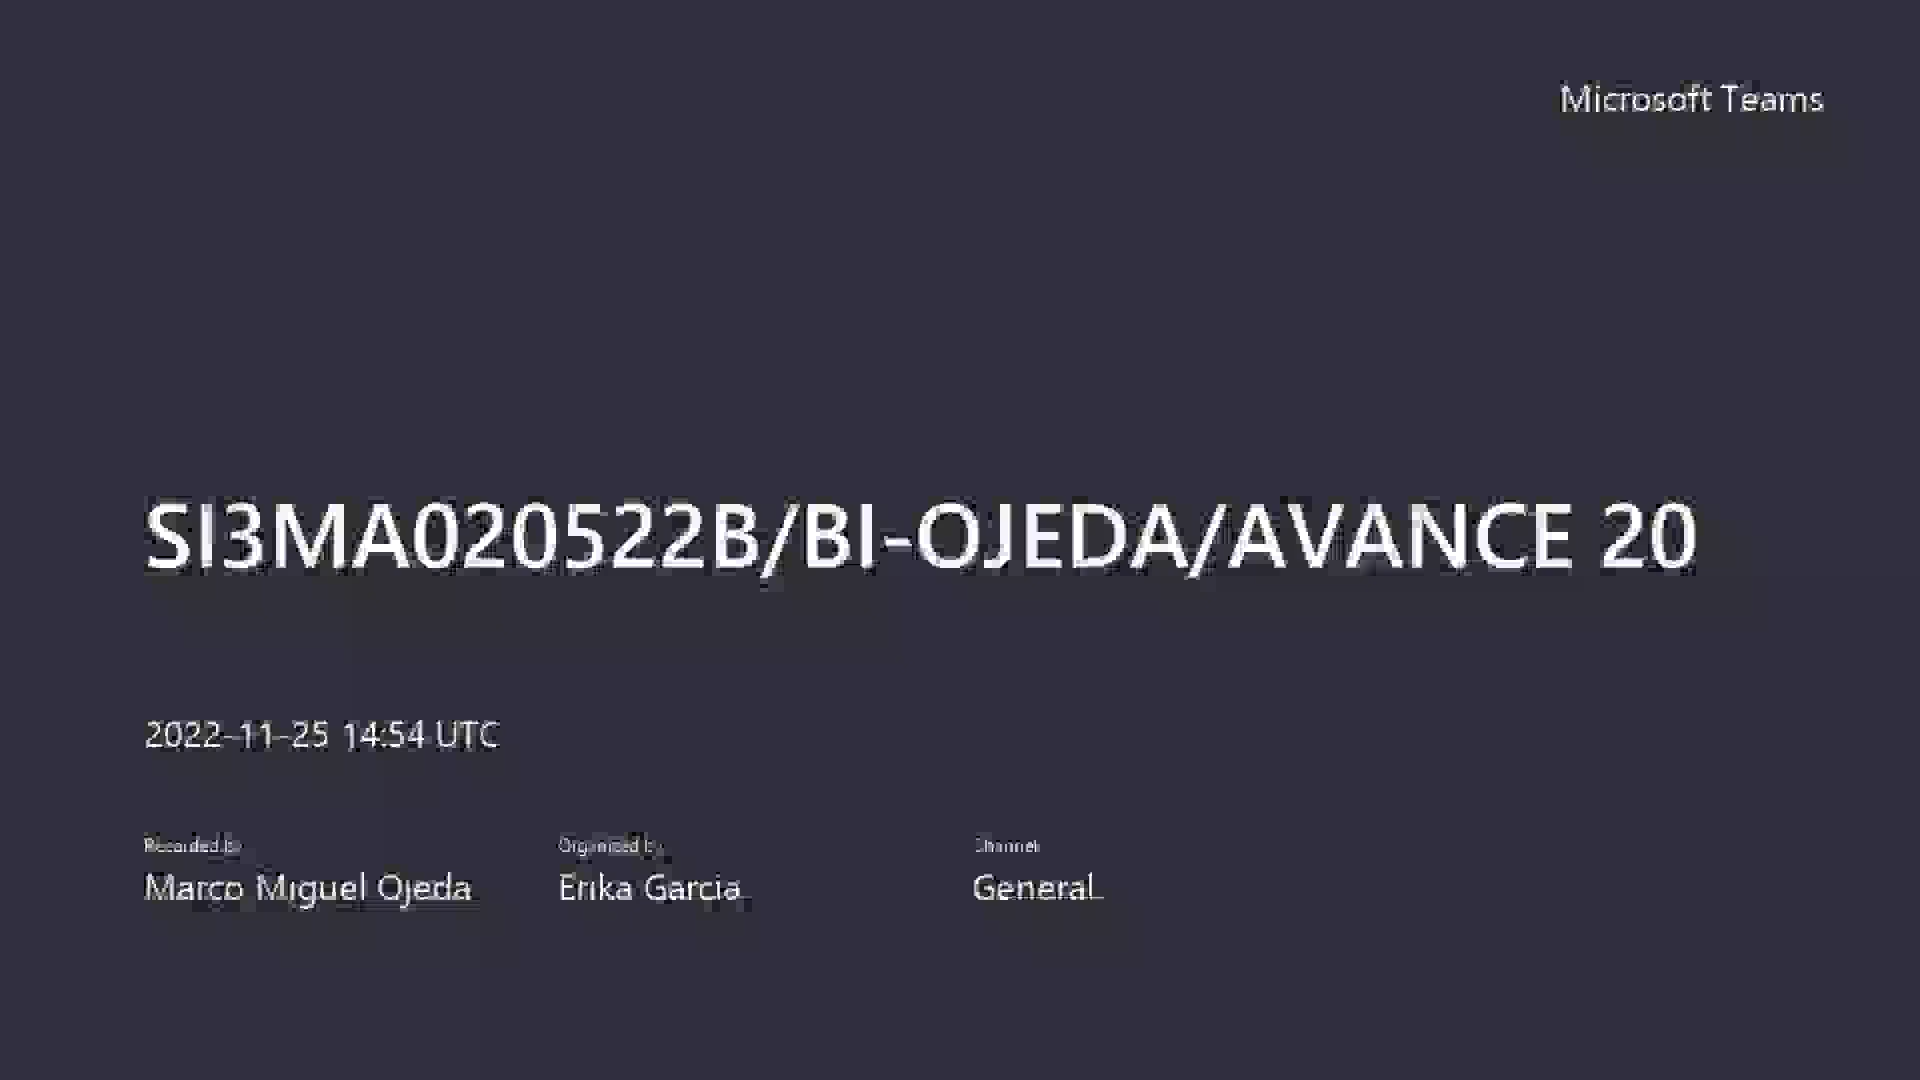 Microsoft Teams
SI3MA020522B/BI-OJEDA/AVANCE 20
2022-11-25 14:54 UTC
Recorded by
Organized by
Channel
Marco Miguel Ojeda
Erika Garcia
General